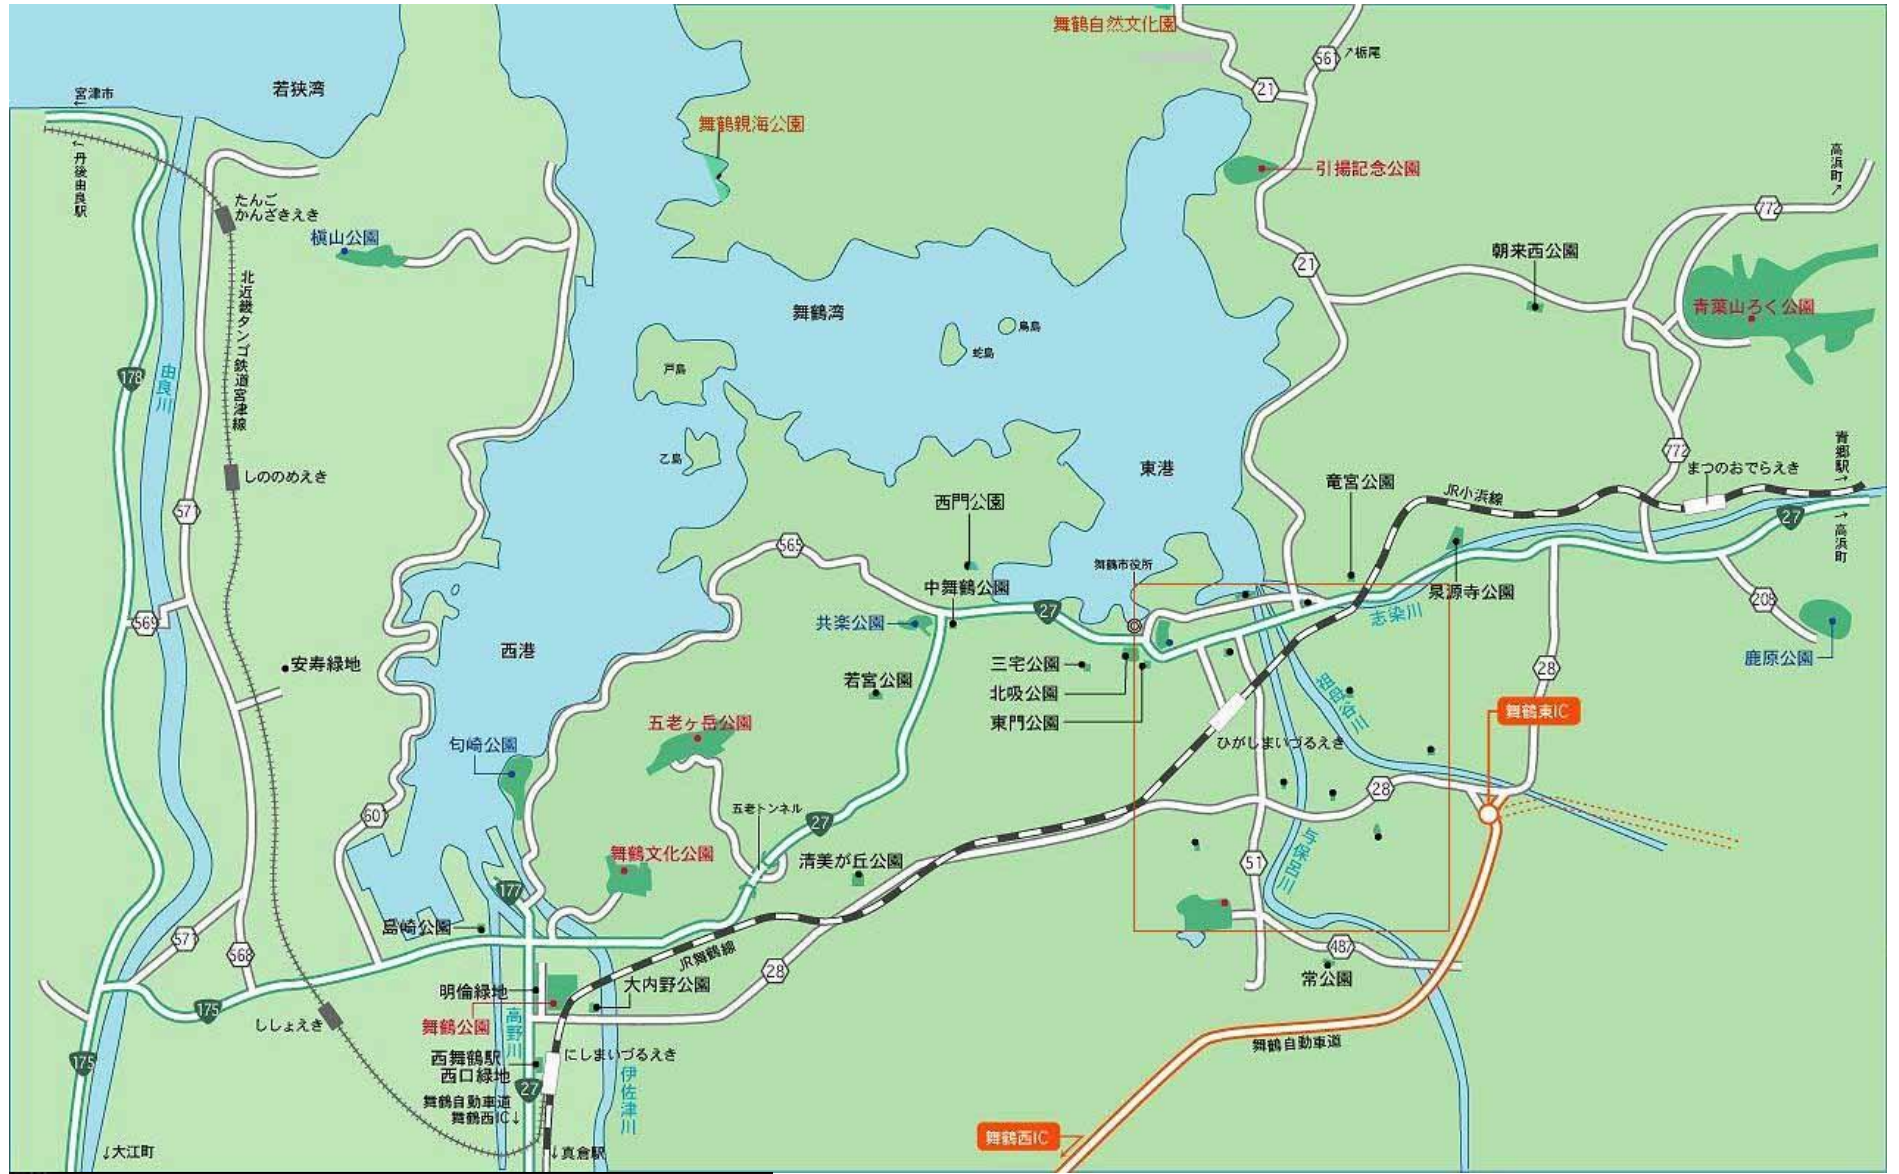 舞鶴自然文化園
561
↗栃尾
21
若狭湾
宮津市
↑
舞鶴親海公園
引揚記念公園
高浜町↗
↑丹後由良駅
たんご
かんざきえき
772
槇山公園
朝来西公園
21
北近畿タンゴ鉄道宮津線
青葉山ろく公園
舞鶴湾
烏島
蛇島
戸島
178
由良川
772
青郷駅→
乙島
東港
まつのおでらえき
しののめえき
竜宮公園
JR小浜線
西門公園
571
27
→高浜町
565
舞鶴市役所
中舞鶴公園
泉源寺公園
208
27
志染川
569
共楽公園
西港
安寿緑地
三宅公園
鹿原公園
28
若宮公園
北吸公園
祖母谷川
東門公園
舞鶴東IC
五老ヶ岳公園
匂崎公園
ひがしまいづるえき
28
601
五老トンネル
27
舞鶴文化公園
清美が丘公園
51
与保呂川
177
島崎公園
571
568
487
JR舞鶴線
28
常公園
明倫緑地
大内野公園
175
ししょえき
舞鶴公園
高野川
舞鶴自動車道
西舞鶴駅
西口緑地
にしまいづるえき
175
27
伊佐津川
舞鶴自動車道
舞鶴西IC↓
舞鶴西IC
↓大江町
↓真倉駅